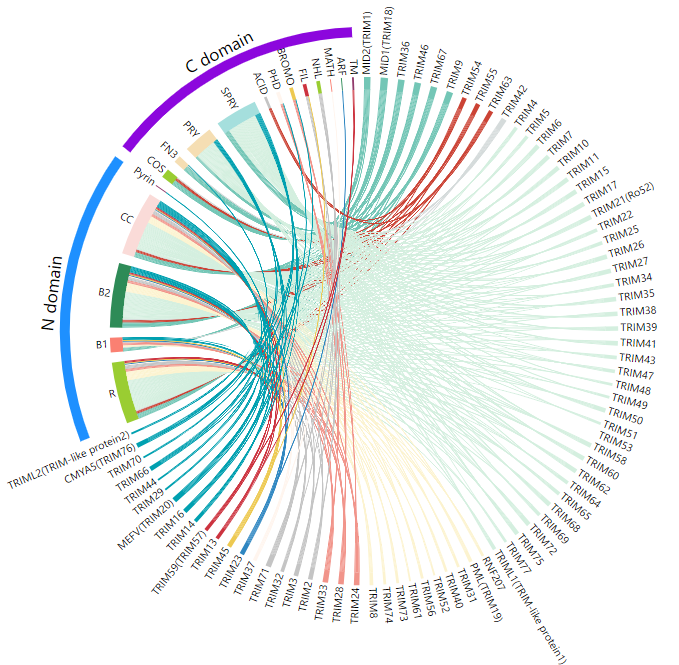 C domain
N domain
TM
ARF
MATH
NHL
FIL
BROMO
PHD
ACID
SPRY
PRY
FN3
COS
Pyrin
CC
B2
B1
R
MID2(TRIM1)
MID1(TRIM18)
TRIM36
TRIM46
TRIM67
TRIM9
TRIM54
TRIM55
TRIM63
TRIM42
TRIM4
TRIM5
TRIM6
TRIM7
TRIM10
TRIM11
TRIM15
TRIM17
TRIM21(Ro52)
TRIM22
TRIM25
TRIM26
TRIM27
TRIM34
TRIM35
TRIM38
TRIM39
TRIM41
TRIM43
TRIM47
TRIM48
TRIM49
TRIM50
TRIM51
TRIM53
TRIM58
TRIM60
TRIM62
TRIM64
TRIM65
TRIM68
TRIM69
TRIM72
TRIM75
TRIM77
TRIML1(TRIM-like protein1)
RNF207
PML(TRIM19)
TRIM31
TRIM40
TRIM52
TRIM56
TRIM61
TRIM73
TRIM74
TRIM8
TRIM24
TRIM28
TRIM33
TRIM2
TRIM3
TRIM32
TRIM71
TRIM37
TRIM23
TRIM45
TRIM13
TRIM59(TRIM57)
TRIM14
TRIM16
MEFV(TRIM20)
TRIM29
TRIM44
TRIM66
TRIM70
CMYA5(TRIM76)
TRIML2(TRIM-like protein2)